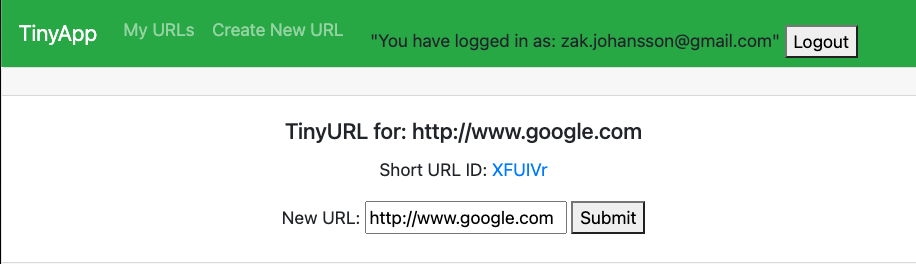 TinyApp My URLs Create New URL "You have logged in as: zak.johansson@gmail.com" Logout
TinyURL for: http://www.google.com
Short URL ID: XFUIVr
New URL: http://www.google.com Submit